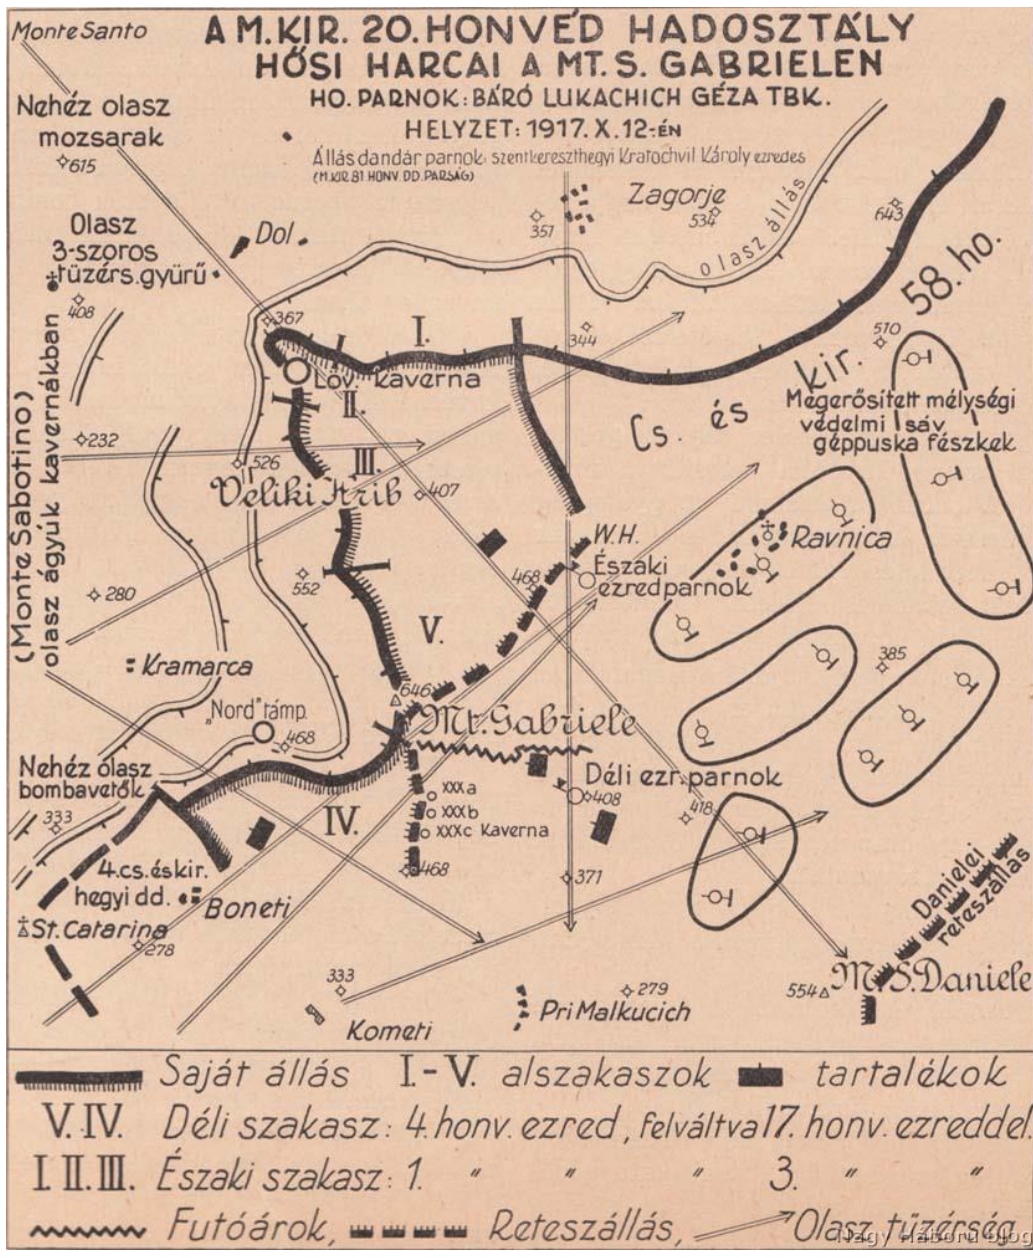 A M. KIR. 20. HONVÉD HADOSZTÁLY
HŐSI HARCAI A MT. S. GABRIELEN
HO. PARNOK: BÁRÓ LUKACHICH GÉZA TBK.
HELYZET: 1917. X. 12-ÉN
Állás dandár parnok: szentkereszthegyi Kratochvil Károly ezredes
(M. KIR 81 HONV. DD. PARSÁG)
Monte Santo
Nehéz olasz
mozsarak
615
Zagorje
351
534
643
olasz állás
Olasz
3-szoros
tüzérs. gyürű
408
Dol.
58. ho.
367
I.
344
510
Löv. kaverna
II.
Cs. és kir.
Megerősített mélységi
védelmi sáv
géppuska fészkek
(Monte Sabotino)
olasz ágyúk kavernákban
232
526
III.
Veliki Hrib
407
W.H.
Ravnica
Északi
ezredparnok
468
552
280
V.
Kramarca
385
646
"Nord" támp.
468
Mt. Gabriele
Nehéz olasz
bombavetők
333
Déli ezr. parnok
408
418
xxxa
xxxb
xxxc Kaverna
IV.
468
371
4. cs. és kir.
hegyi dd.
Boneti
St. Catarina
278
Danielei
reteszállás
333
279
554
M. S. Daniele
Kometi
Pri Malkucich
Saját állás I.-V. alszakaszok tartalékok
V. IV. Déli szakasz: 4. honv. ezred, felváltva 17. honv. ezreddel.
I. II. III. Északi szakasz: 1. " " " 3. " "
Futóárok, Reteszállás, Olasz tüzérség
Nagy Háború blog